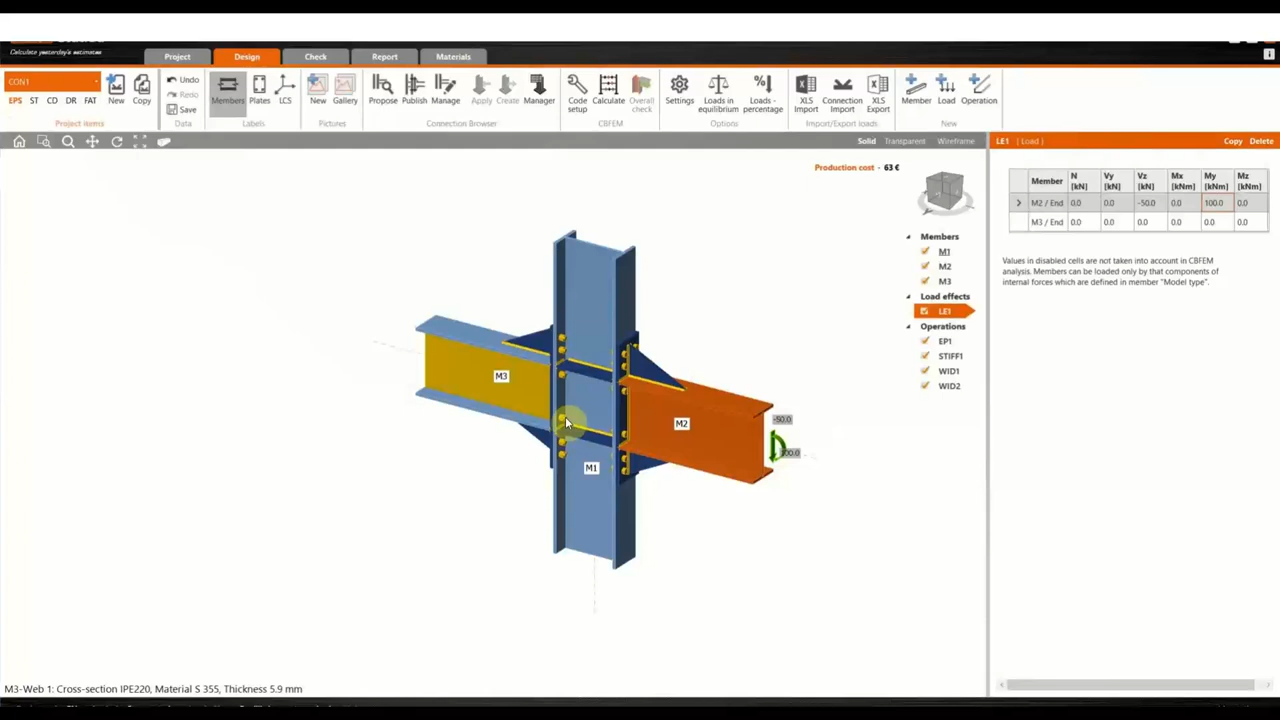 Calculate yesterday's estimates
Project Design Check Report Materials
CON1
EPS ST CD DR FAT
Project items
New Copy
Undo
Redo
Save
Data
Members Plates LCS
Labels
New Gallery
Pictures
Propose Publish Manage Apply Create Manager
Connection Browser
Code setup Calculate Overall check
CBFEM
Settings Loads in equilibrium Loads - percentage
Options
XLS Import Connection Import XLS Export
Import/Export loads
Member Load Operation
New
Solid Transparent Wireframe
LE1 [ Load ] Copy Delete
Production cost - 63 €
Member N [kN] Vy [kN] Vz [kN] Mx [kNm] My [kNm] Mz [kNm]
> M2 / End 0.0 0.0 -50.0 0.0 100.0 0.0
M3 / End 0.0 0.0 0.0 0.0 0.0 0.0
Values in disabled cells are not taken into account in CBFEM
analysis. Members can be loaded only by that components of
internal forces which are defined in member "Model type".
Members
M1
M2
M3
Load effects
LE1
Operations
EP1
STIFF1
WID1
WID2
M3
M2
M1
-50.0
100.0
M3-Web 1: Cross-section IPE220, Material S 355, Thickness 5.9 mm